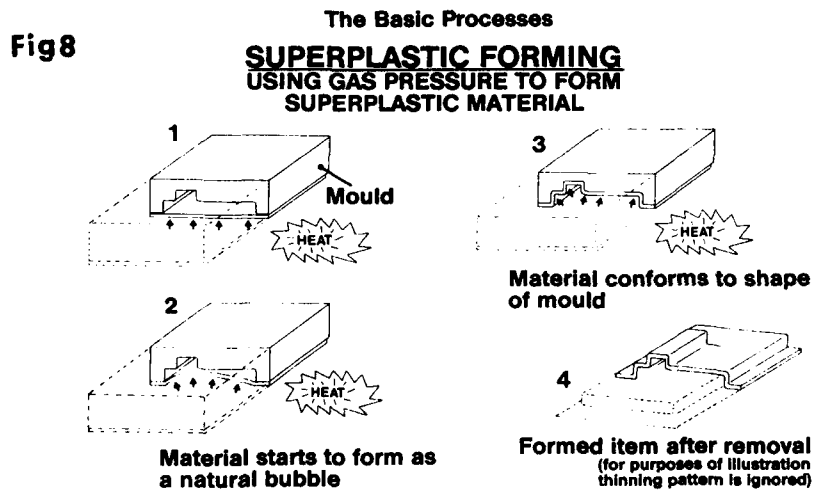 The Basic Processes
Fig8
SUPERPLASTIC FORMING
USING GAS PRESSURE TO FORM
SUPERPLASTIC MATERIAL
1
Mould
HEAT
2
HEAT
Material starts to form as
a natural bubble
3
HEAT
Material conforms to shape
of mould
4
Formed item after removal
(for purposes of illustration
thinning pattern is ignored)